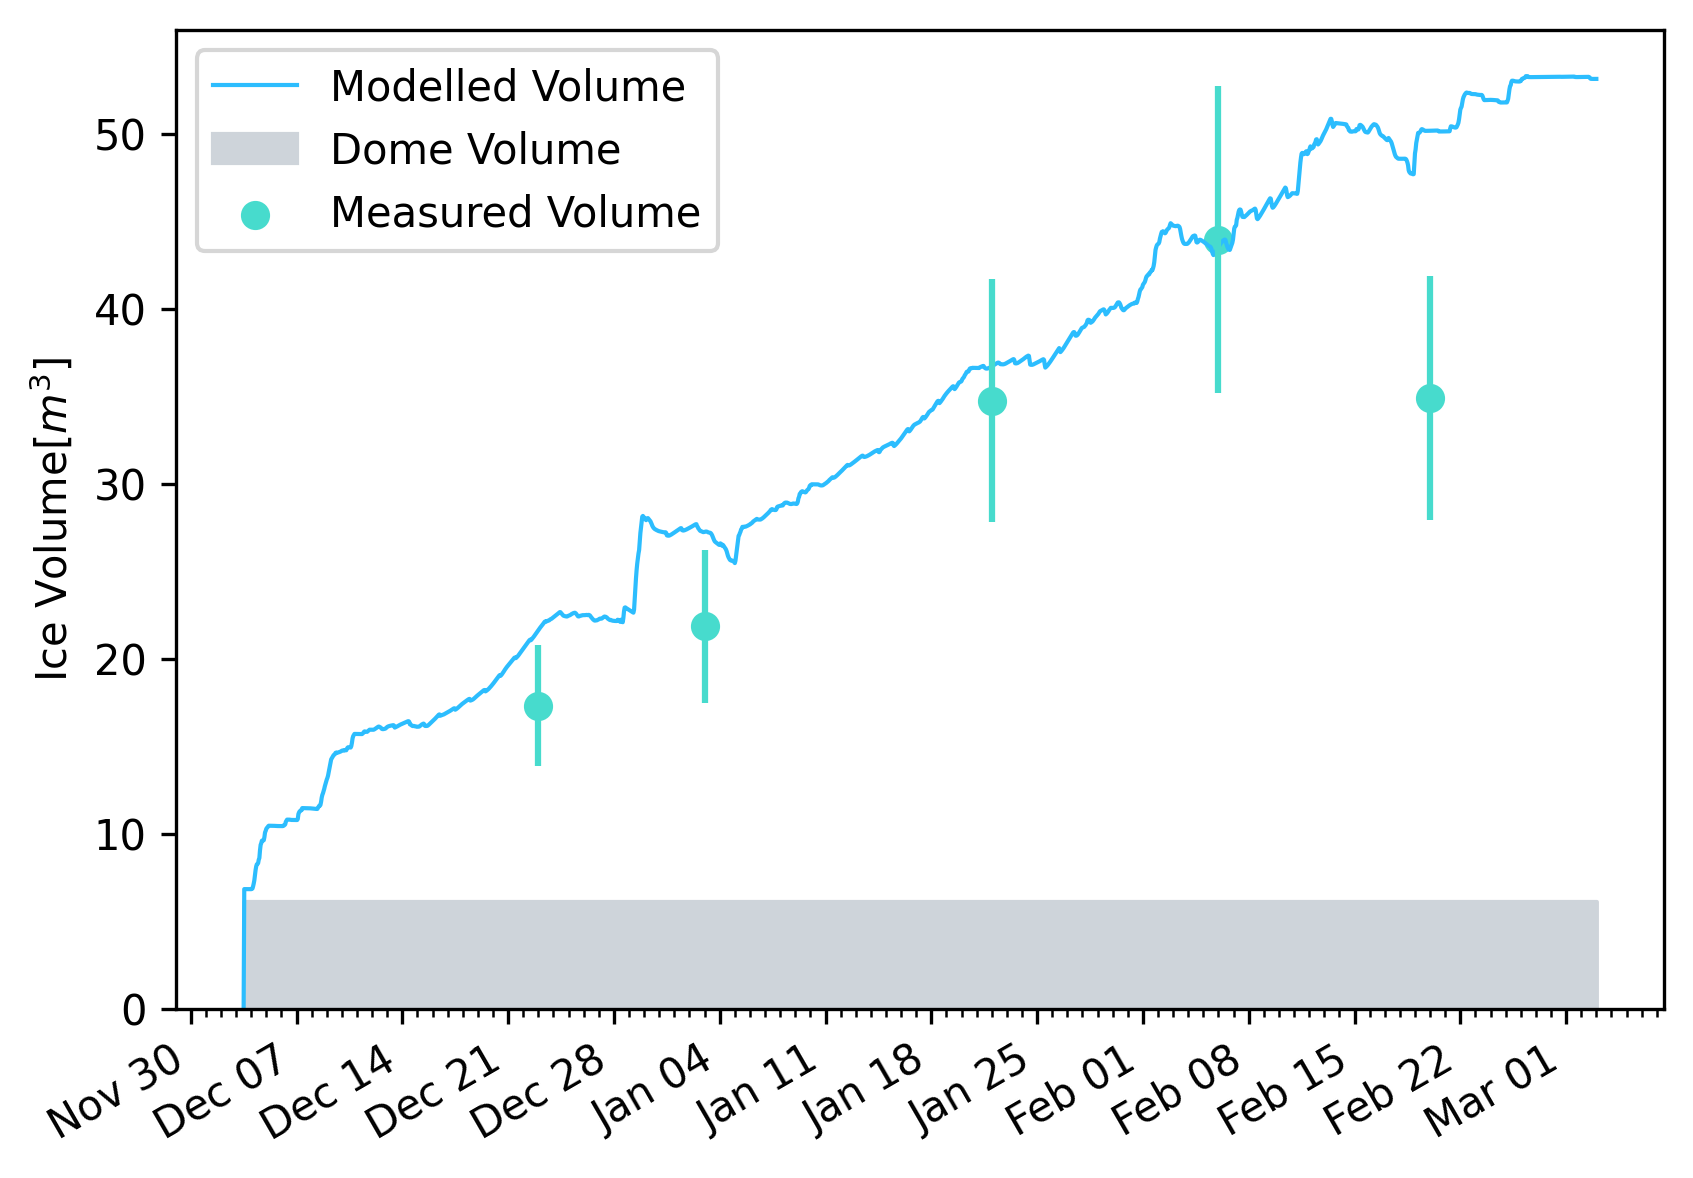 Modelled Volume
Dome Volume
Measured Volume
Ice Volume[m³]
50
40
30
20
10
0
Nov 30
Dec 07
Dec 14
Dec 21
Dec 28
Jan 04
Jan 11
Jan 18
Jan 25
Feb 01
Feb 08
Feb 15
Feb 22
Mar 01